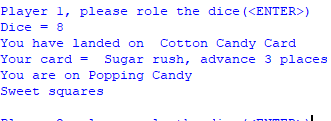 Player 1, please role the dice(<ENTER>)
Dice = 8
You have landed on  Cotton Candy Card
Your card =  Sugar rush, advance 3 places
You are on Popping Candy
Sweet squares